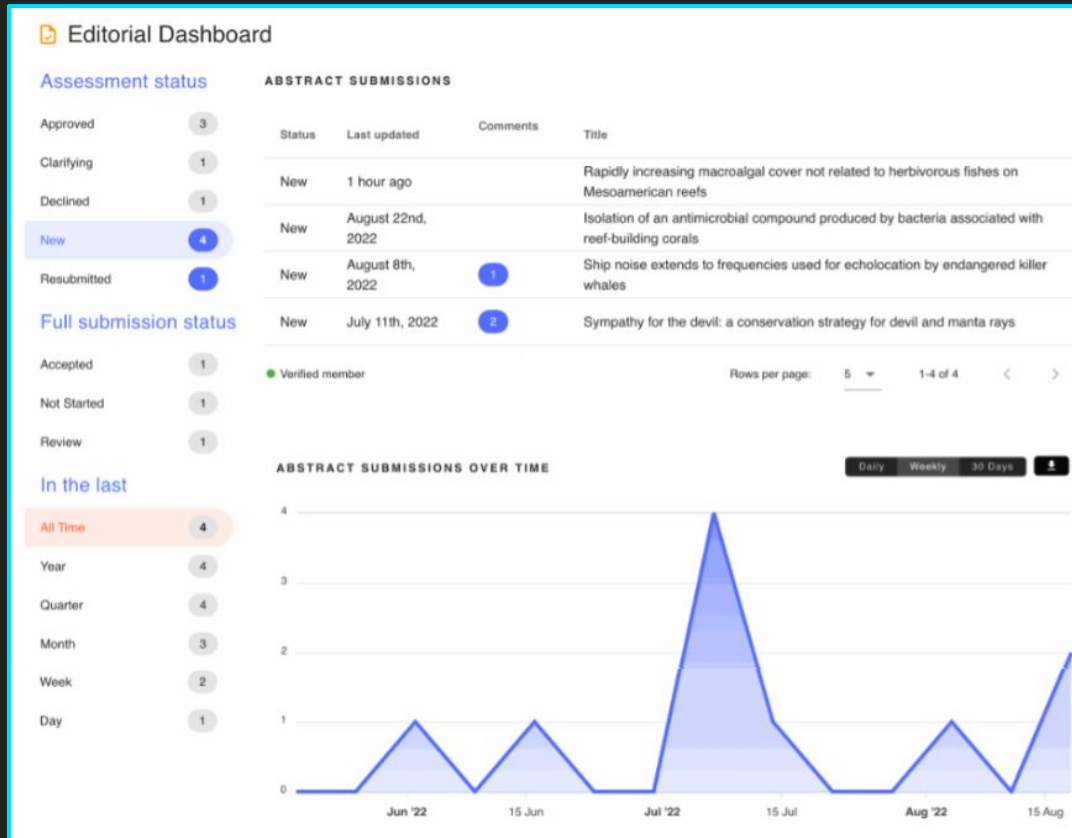 Editorial Dashboard
Assessment status
Approved 3
Clarifying 1
Declined 1
New 4
Resubmitted 1
Full submission status
Accepted 1
Not Started 1
Review 1
In the last
All Time 4
Year 4
Quarter 4
Month 3
Week 2
Day 1
ABSTRACT SUBMISSIONS
Status Last updated Comments Title
New 1 hour ago Rapidly increasing macroalgal cover not related to herbivorous fishes on
Mesoamerican reefs
New August 22nd, 2022 Isolation of an antimicrobial compound produced by bacteria associated with
reef-building corals
New August 8th, 2022 1 Ship noise extends to frequencies used for echolocation by endangered killer
whales
New July 11th, 2022 2 Sympathy for the devil: a conservation strategy for devil and manta rays
Verified member Rows per page: 5 1-4 of 4
ABSTRACT SUBMISSIONS OVER TIME Daily Weekly 30 Days
4
3
2
1
0
Jun '22 15 Jun Jul '22 15 Jul Aug '22 15 Aug